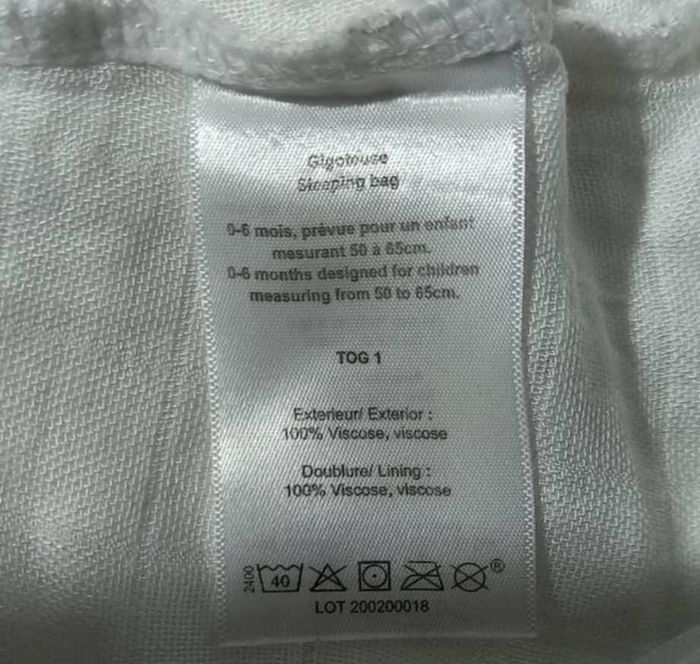 Gigoteuse
Sleeping bag
0-6 mois, prévue pour un enfant
mesurant 50 à 65cm.
0-6 months designed for children
measuring from 50 to 65cm.
TOG 1
Exterieur/ Exterior :
100% Viscose, viscose
Doublure/ Lining :
100% Viscose, viscose
2400 40 ®
LOT 200200018